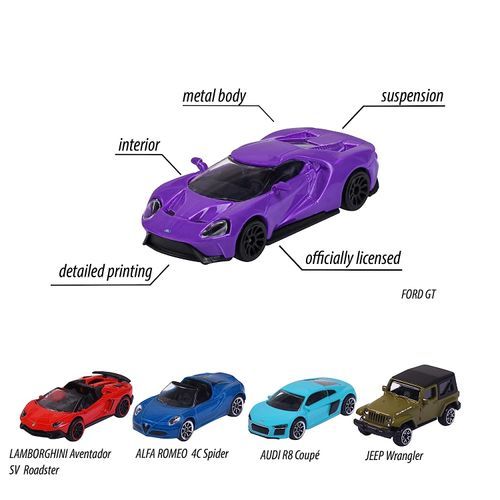 metal body
suspension
interior
detailed printing
officially licensed
FORD GT
LAMBORGHINI Aventador
SV Roadster
ALFA ROMEO 4C Spider
AUDI R8 Coupé
JEEP Wrangler